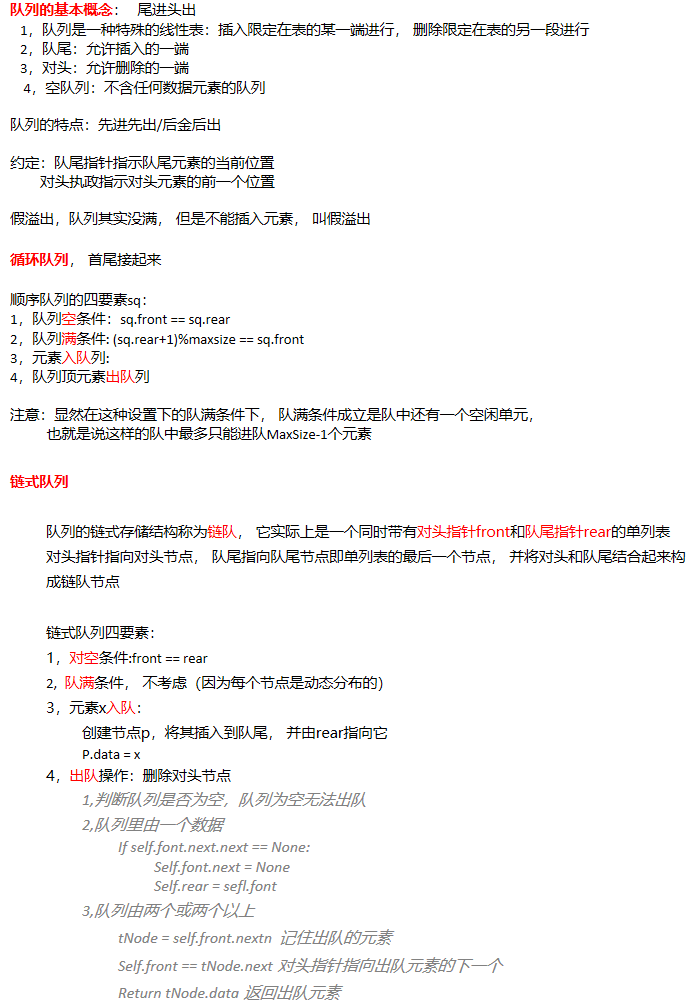 队列的基本概念： 尾进头出
1，队列是一种特殊的线性表：插入限定在表的某一端进行， 删除限定在表的另一段进行
2，队尾：允许插入的一端
3，对头：允许删除的一端
4，空队列：不含任何数据元素的队列
队列的特点：先进先出/后金后出
约定：队尾指针指示队尾元素的当前位置
对头执政指示对头元素的前一个位置
假溢出，队列其实没满， 但是不能插入元素， 叫假溢出
循环队列， 首尾接起来
顺序队列的四要素sq：
1，队列空条件：sq.front == sq.rear
2，队列满条件: (sq.rear+1)%maxsize == sq.front
3，元素入队列:
4，队列顶元素出队列
注意：显然在这种设置下的队满条件下， 队满条件成立是队中还有一个空闲单元，
也就是说这样的队中最多只能进队MaxSize-1个元素
链式队列
队列的链式存储结构称为链队， 它实际上是一个同时带有对头指针front和队尾指针rear的单列表
对头指针指向对头节点， 队尾指向队尾节点即单列表的最后一个节点， 并将对头和队尾结合起来构
成链队节点
链式队列四要素：
1，对空条件:front == rear
2, 队满条件， 不考虑（因为每个节点是动态分布的）
3，元素x入队：
创建节点p，将其插入到队尾， 并由rear指向它
P.data = x
4，出队操作：删除对头节点
1,判断队列是否为空，队列为空无法出队
2,队列里由一个数据
If self.font.next.next == None:
Self.font.next = None
Self.rear = sefl.font
3,队列由两个或两个以上
tNode = self.front.nextn 记住出队的元素
Self.front == tNode.next 对头指针指向出队元素的下一个
Return tNode.data 返回出队元素